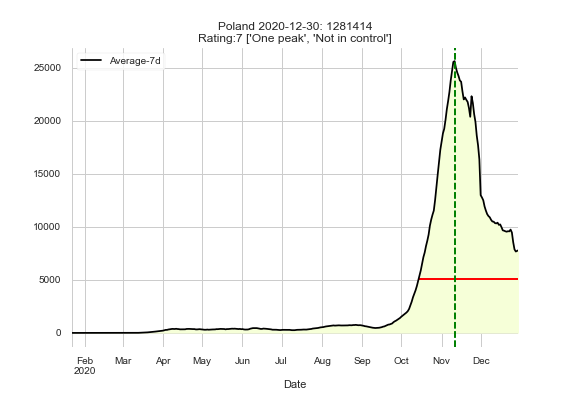 Poland 2020-12-30: 1281414
Rating:7 ['One peak', 'Not in control']
Average-7d
25000
20000
15000
10000
5000
0
Feb Mar Apr May Jun Jul Aug Sep Oct Nov Dec
2020
Date